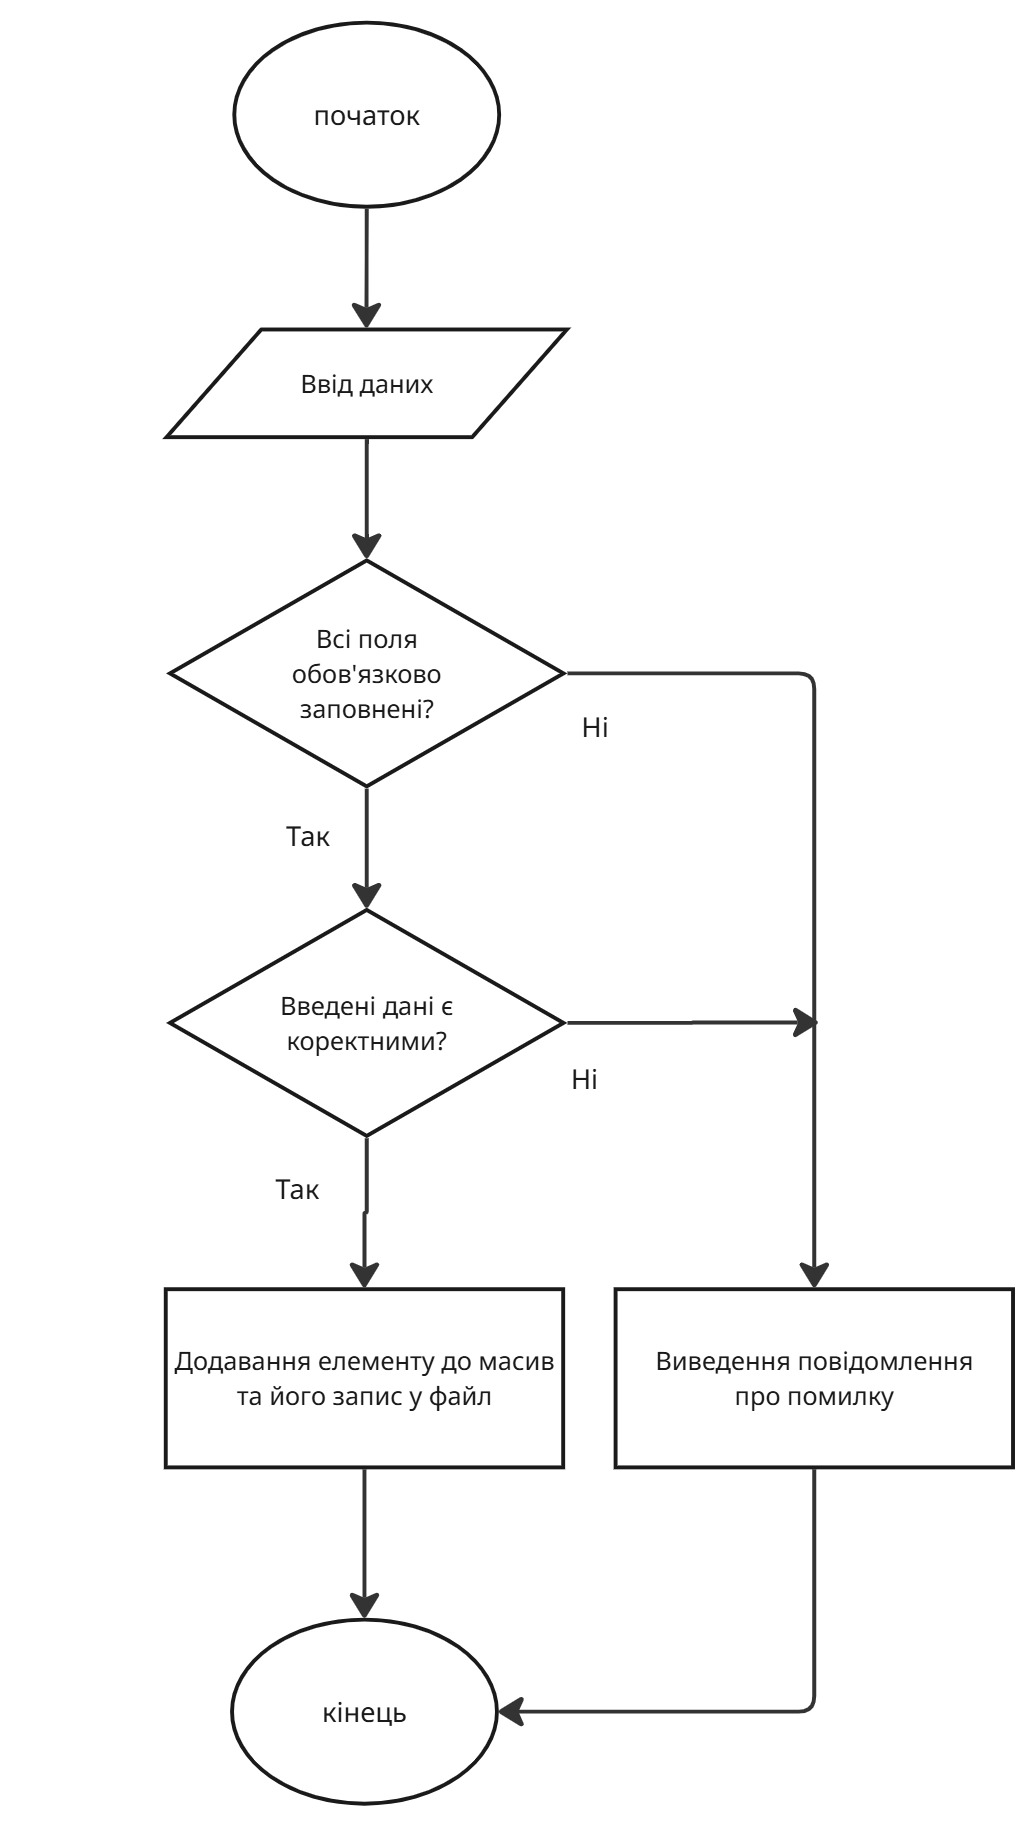 початок
Ввід даних
Всі поля
обов'язково
заповнені?
Ні
Так
Введені дані є
коректними?
Ні
Так
Додавання елементу до масив
та його запис у файл
Виведення повідомлення
про помилку
кінець